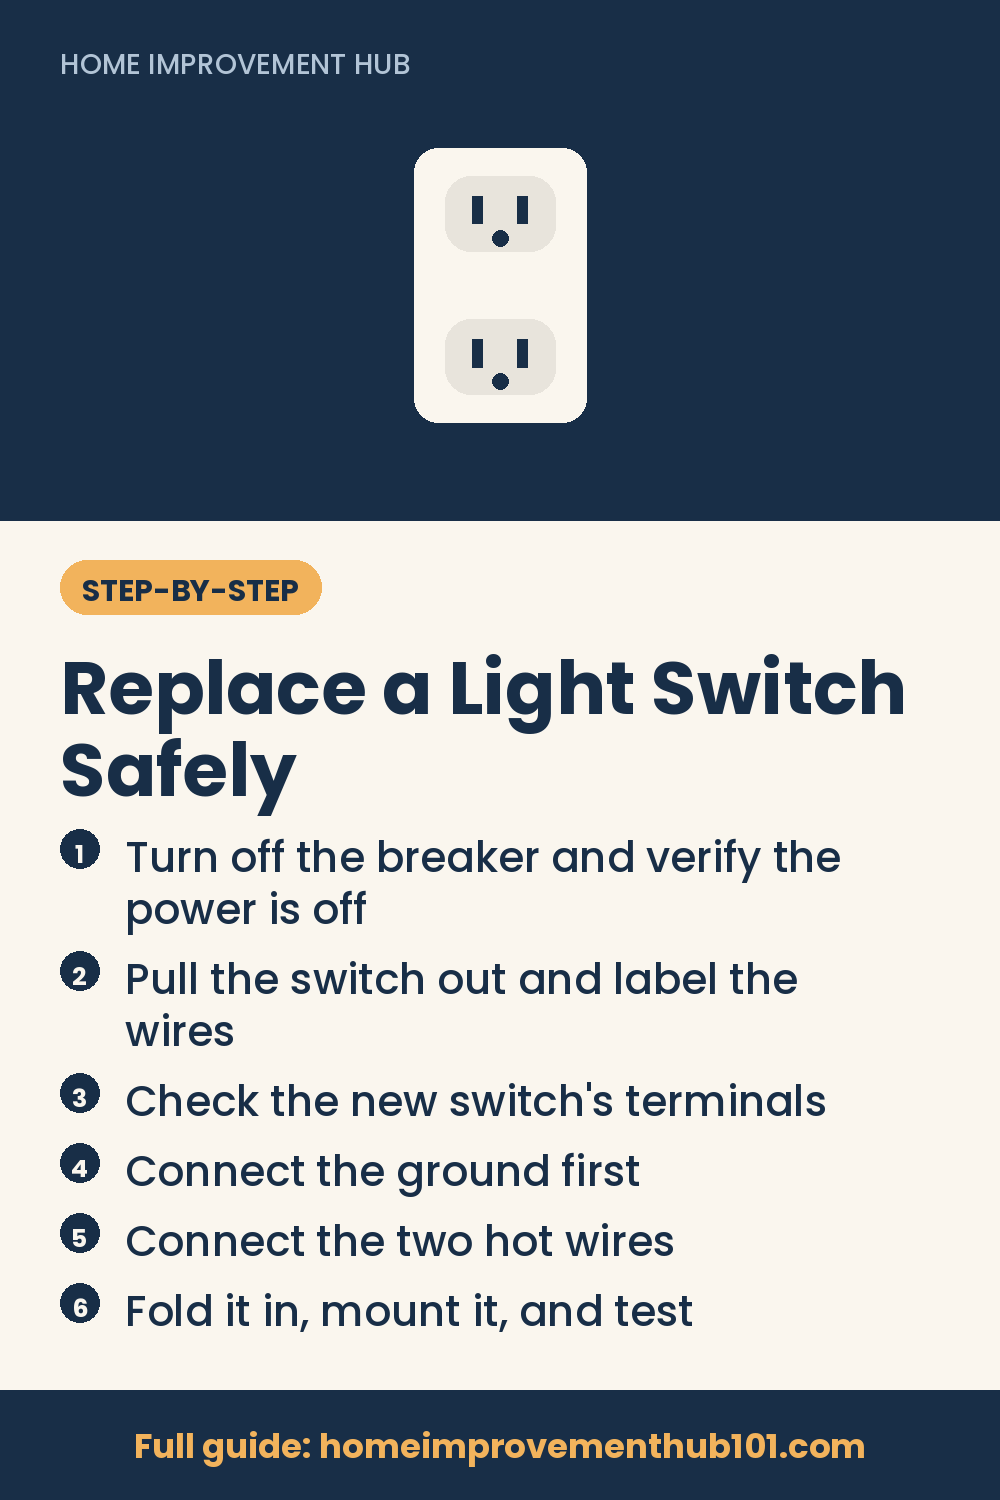 HOME IMPROVEMENT HUB
STEP-BY-STEP
Replace a Light Switch
Safely
1 Turn off the breaker and verify the
power is off
2 Pull the switch out and label the
wires
3 Check the new switch's terminals
4 Connect the ground first
5 Connect the two hot wires
6 Fold it in, mount it, and test
Full guide: homeimprovementhub101.com